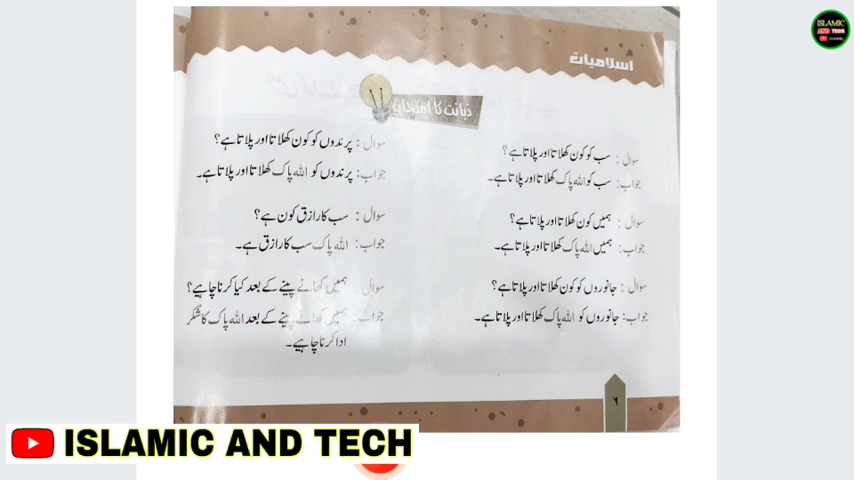 اسلامیات
ذہانت کا امتحان
سوال : سب کو کون کھلاتا اور پلاتا ہے؟
جواب: سب کو اللہ پاک کھلاتا اور پلاتا ہے۔
سوال : ہمیں کون کھلاتا اور پلاتا ہے؟
جواب: ہمیں اللہ پاک کھلاتا اور پلاتا ہے۔
سوال : جانوروں کو کون کھلاتا اور پلاتا ہے؟
جواب: جانوروں کو اللہ پاک کھلاتا اور پلاتا ہے۔
سوال : پرندوں کو کون کھلاتا اور پلاتا ہے؟
جواب: پرندوں کو اللہ پاک کھلاتا اور پلاتا ہے۔
سوال : سب کا رازق کون ہے؟
جواب: اللہ پاک سب کا رازق ہے۔
سوال : ہمیں کھانے پینے کے بعد کیا کرنا چاہیے؟
جواب: ہمیں کھانے پینے کے بعد اللہ پاک کا شکر
ادا کرنا چاہیے۔
۲
ISLAMIC AND TECH
ISLAMIC
AND TECH